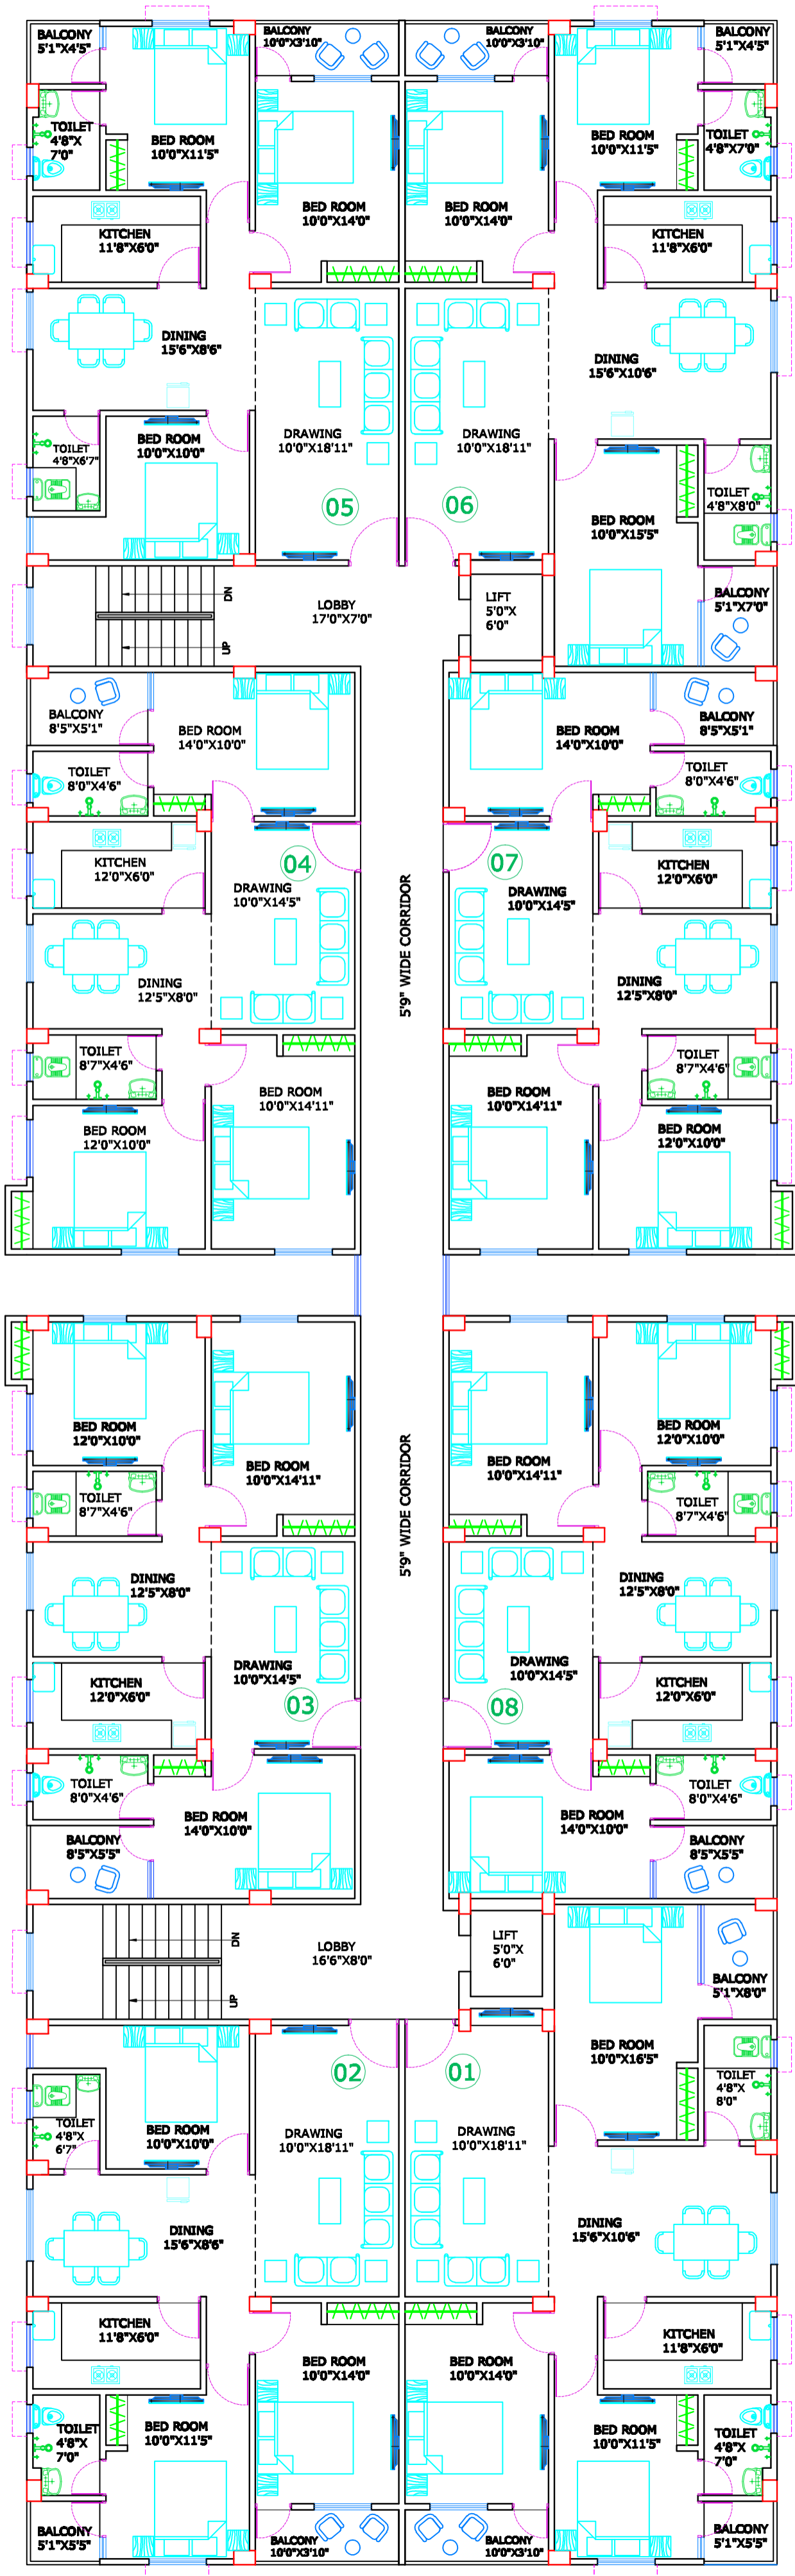 BALCONY
5'1"X4'5"
BALCONY
10'0"X3'10"
BALCONY
10'0"X3'10"
BALCONY
5'1"X4'5"
TOILET
4'8"X
7'0"
BED ROOM
10'0"X11'5"
BED ROOM
10'0"X11'5"
TOILET
4'8"X7'0"
BED ROOM
10'0"X14'0"
BED ROOM
10'0"X14'0"
KITCHEN
11'8"X6'0"
KITCHEN
11'8"X6'0"
DINING
15'6"X8'6"
DINING
15'6"X10'6"
BED ROOM
10'0"X10'0"
DRAWING
10'0"X18'11"
DRAWING
10'0"X18'11"
TOILET
4'8"X6'7"
TOILET
4'8"X8'0"
05
06
BED ROOM
10'0"X15'5"
DN
UP
LOBBY
17'0"X7'0"
LIFT
5'0"X
6'0"
BALCONY
5'1"X7'0"
BALCONY
8'5"X5'1"
BED ROOM
14'0"X10'0"
BED ROOM
14'0"X10'0"
BALCONY
8'5"X5'1"
TOILET
8'0"X4'6"
TOILET
8'0"X4'6"
KITCHEN
12'0"X6'0"
04
07
KITCHEN
12'0"X6'0"
DRAWING
10'0"X14'5"
DRAWING
10'0"X14'5"
5'9" WIDE CORRIDOR
DINING
12'5"X8'0"
DINING
12'5"X8'0"
TOILET
8'7"X4'6"
TOILET
8'7"X4'6"
BED ROOM
10'0"X14'11"
BED ROOM
10'0"X14'11"
BED ROOM
12'0"X10'0"
BED ROOM
12'0"X10'0"
BED ROOM
12'0"X10'0"
BED ROOM
12'0"X10'0"
BED ROOM
10'0"X14'11"
BED ROOM
10'0"X14'11"
5'9" WIDE CORRIDOR
TOILET
8'7"X4'6"
TOILET
8'7"X4'6"
DINING
12'5"X8'0"
DINING
12'5"X8'0"
DRAWING
10'0"X14'5"
DRAWING
10'0"X14'5"
KITCHEN
12'0"X6'0"
KITCHEN
12'0"X6'0"
03
08
TOILET
8'0"X4'6"
TOILET
8'0"X4'6"
BED ROOM
14'0"X10'0"
BED ROOM
14'0"X10'0"
BALCONY
8'5"X5'5"
BALCONY
8'5"X5'5"
DN
UP
LOBBY
16'6"X8'0"
LIFT
5'0"X
6'0"
BALCONY
5'1"X8'0"
BED ROOM
10'0"X16'5"
02
01
TOILET
4'8"X
8'0"
TOILET
4'8"X
6'7"
BED ROOM
10'0"X10'0"
DRAWING
10'0"X18'11"
DRAWING
10'0"X18'11"
DINING
15'6"X8'6"
DINING
15'6"X10'6"
KITCHEN
11'8"X6'0"
KITCHEN
11'8"X6'0"
BED ROOM
10'0"X14'0"
BED ROOM
10'0"X14'0"
TOILET
4'8"X
7'0"
BED ROOM
10'0"X11'5"
BED ROOM
10'0"X11'5"
TOILET
4'8"X
7'0"
BALCONY
5'1"X5'5"
BALCONY
10'0"X3'10"
BALCONY
10'0"X3'10"
BALCONY
5'1"X5'5"